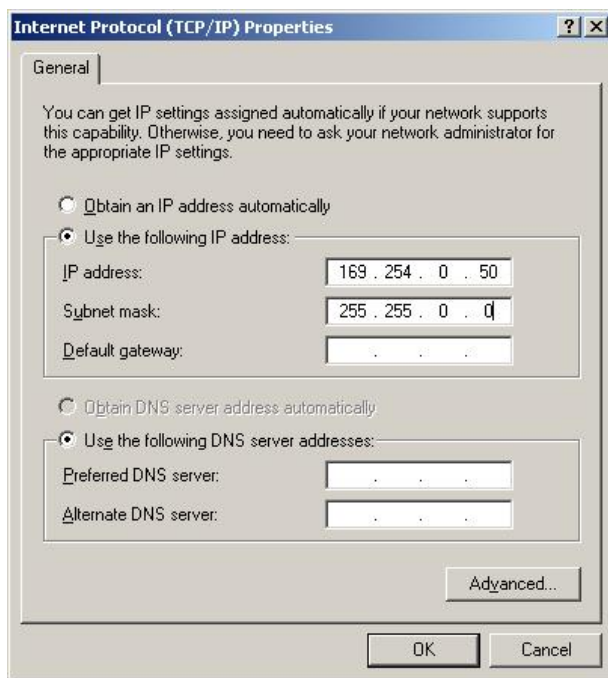 Internet Protocol (TCP/IP) Properties
General
You can get IP settings assigned automatically if your network supports
this capability. Otherwise, you need to ask your network administrator for
the appropriate IP settings.
Obtain an IP address automatically
Use the following IP address:
IP address: 169 . 254 . 0 . 50
Subnet mask: 255 . 255 . 0 . 0
Default gateway: . . .
Obtain DNS server address automatically
Use the following DNS server addresses:
Preferred DNS server: . . .
Alternate DNS server: . . .
Advanced...
OK Cancel